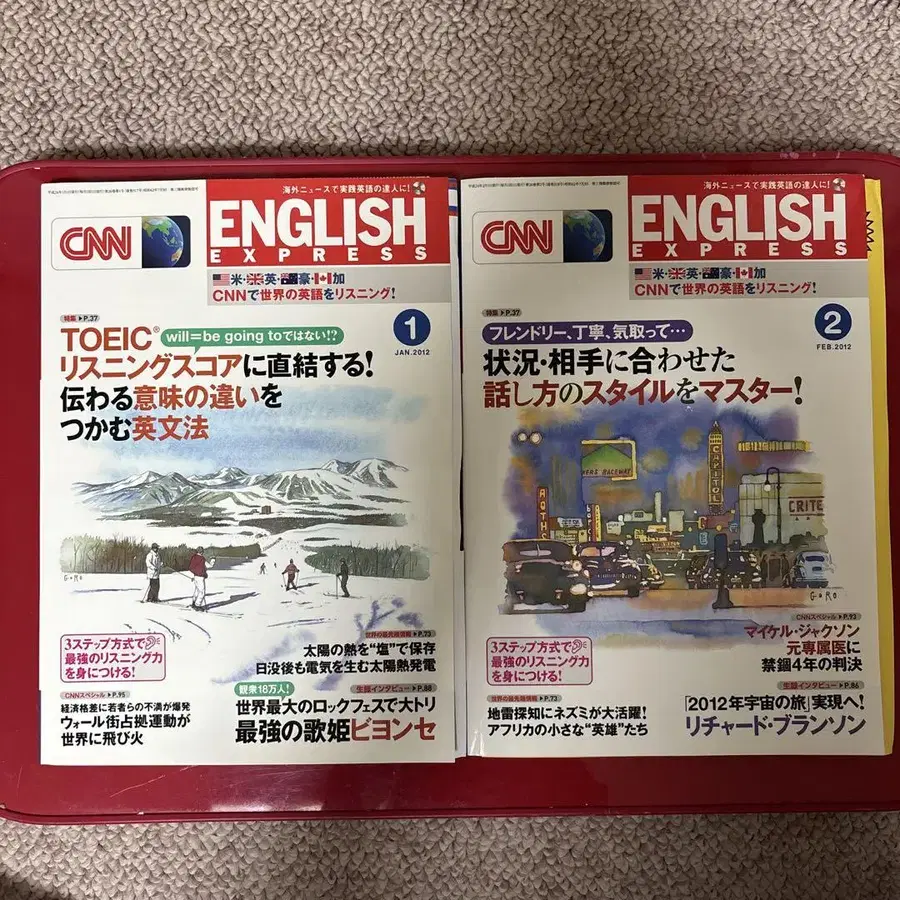 海外ニュースで実践英語の達人に!
CNN
ENGLISH
EXPRESS
米・英・豪・加
CNNで世界の英語をリスニング!
特集 ▶P.37
TOEIC® will=be going toではない!?
リスニングスコアに直結する!
伝わる意味の違いを
つかむ英文法
1
JAN.2012
GORO
3ステップ方式で
最強のリスニング力
を身につける!
世界の最先端情報 ▶P.73
太陽の熱を“塩”で保存
日没後も電気を生む太陽熱発電
CNNスペシャル ▶P.95
経済格差に若者らの不満が爆発
ウォール街占拠運動が
世界に飛び火
観衆18万人! 生録インタビュー ▶P.88
世界最大のロックフェスで大トリ
最強の歌姫ビヨンセ
海外ニュースで実践英語の達人に!
CNN
ENGLISH
EXPRESS
米・英・豪・加
CNNで世界の英語をリスニング!
特集 ▶P.37
フレンドリー、丁寧、気取って…
状況・相手に合わせた
話し方のスタイルをマスター!
2
FEB.2012
ERS RACEWAY
CAPITOL
ROTH
CRITE
GORO
3ステップ方式で
最強のリスニング力
を身につける!
CNNスペシャル ▶P.93
マイケル・ジャクソン
元専属医に
禁錮4年の判決
世界の最先端情報 ▶P.73
地雷探知にネズミが大活躍!
アフリカの小さな“英雄”たち
生録インタビュー ▶P.86
「2012年宇宙の旅」実現へ!
リチャード・ブランソン